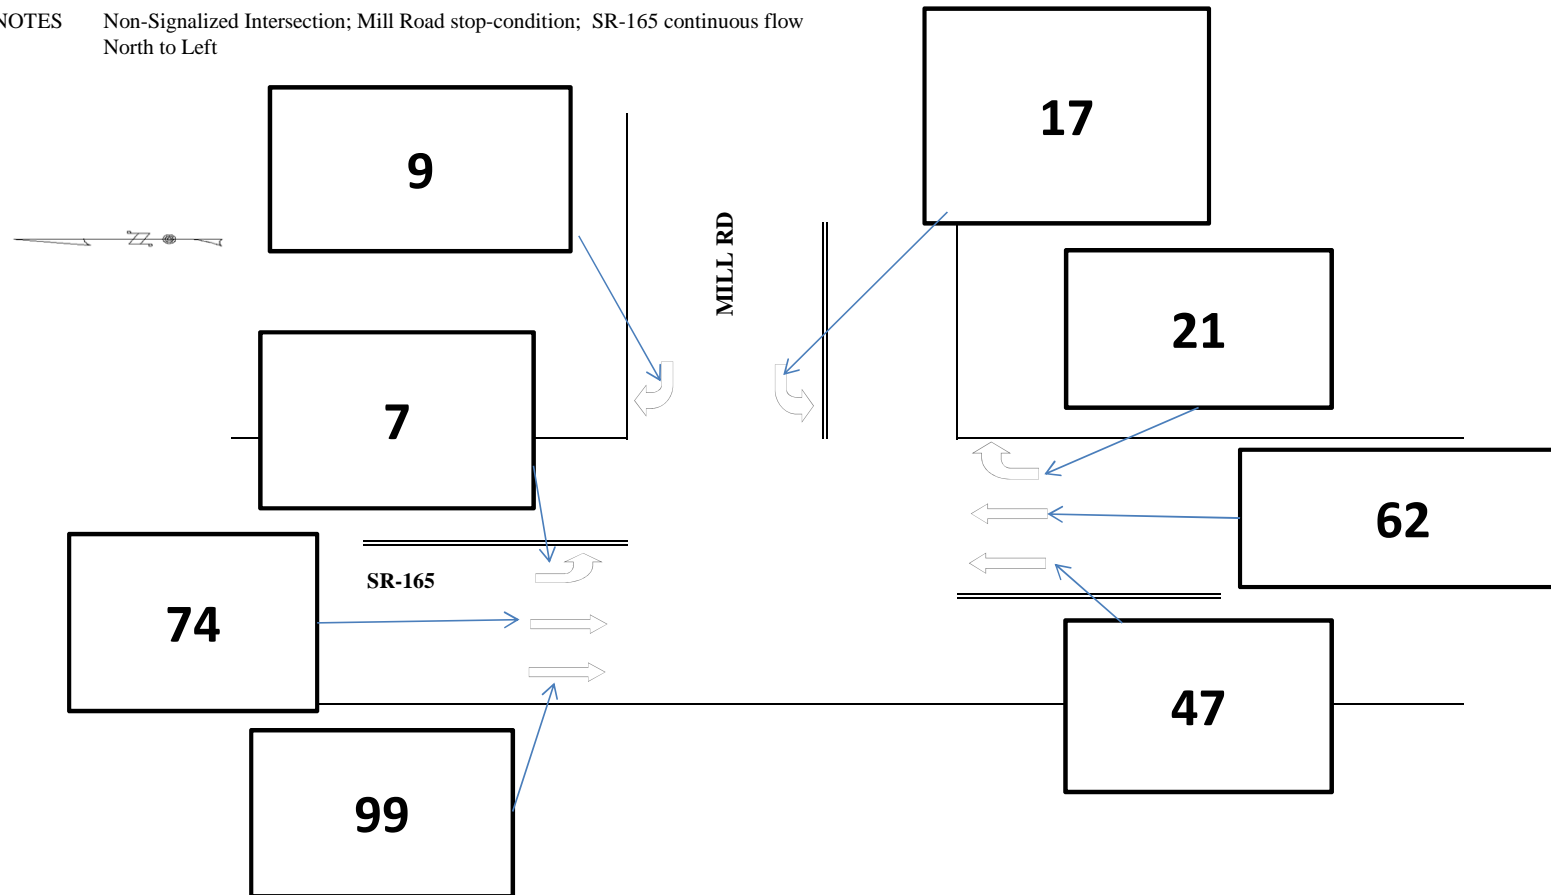 NOTES Non-Signalized Intersection; Mill Road stop-condition; SR-165 continuous flow
North to Left
17
9
MILL RD
21
7
62
SR-165
74
47
99